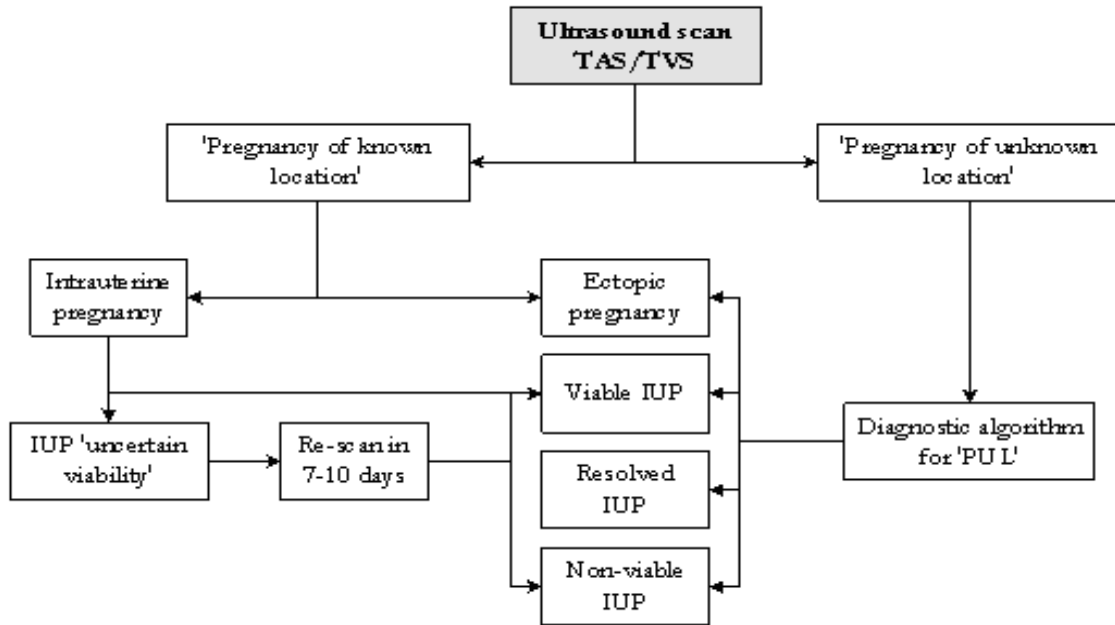 Ultrasound scan
TAS/TVS
'Pregnancy of known
location'
'Pregnancy of unknown
location'
Intrauterine
pregnancy
Ectopic
pregnancy
Viable IUP
IUP 'uncertain
viability'
Re-scan in
7-10 days
Resolved
IUP
Diagnostic algorithm
for 'PUL'
Non-viable
IUP